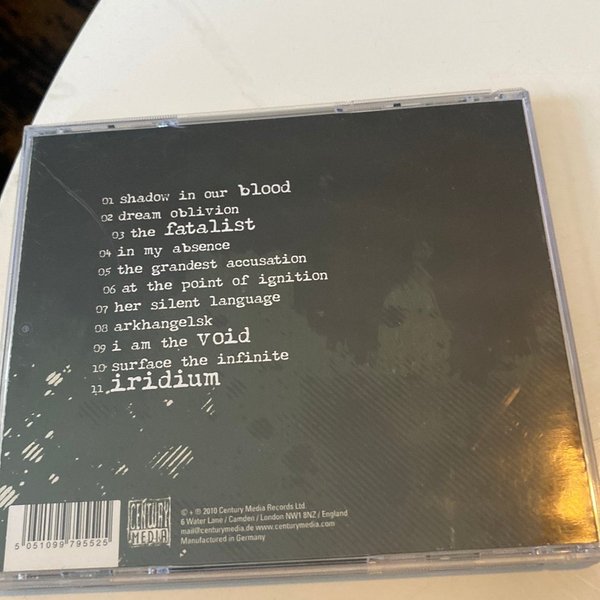 01 shadow in our blood
02 dream oblivion
03 the fatalist
04 in my absence
05 the grandest accusation
06 at the point of ignition
07 her silent language
08 arkhangelsk
09 i am the void
10 surface the infinite
11 iridium
5 051099 795525
CENTURY
MEDIA
© + ℗ 2010 Century Media Records Ltd.
6 Water Lane / Camden / London NW1 8NZ / England
mail@centurymedia.de www.centurymedia.com
Manufactured in Germany